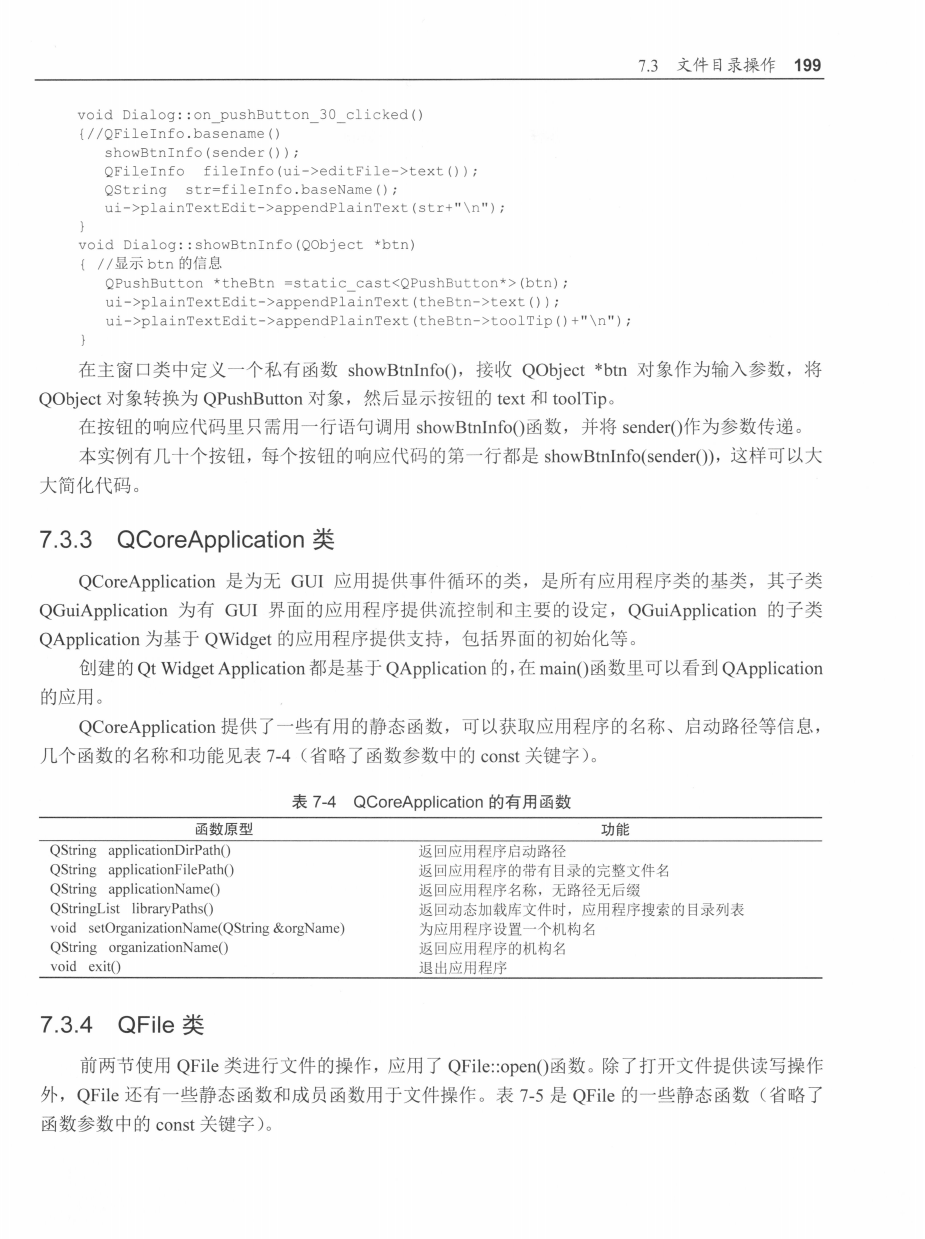 7.3 文件目录操作 199
void Dialog::on_pushButton_30_clicked()
{//QFileInfo.basename()
showBtnInfo(sender());
QFileInfo fileInfo(ui->editFile->text());
QString str=fileInfo.baseName();
ui->plainTextEdit->appendPlainText(str+"\n");
}
void Dialog::showBtnInfo(QObject *btn)
{ //显示 btn 的信息
QPushButton *theBtn =static_cast<QPushButton*>(btn);
ui->plainTextEdit->appendPlainText(theBtn->text());
ui->plainTextEdit->appendPlainText(theBtn->toolTip()+"\n");
}
在主窗口类中定义一个私有函数 showBtnInfo(),接收 QObject *btn 对象作为输入参数,将
QObject 对象转换为 QPushButton 对象,然后显示按钮的 text 和 toolTip。
在按钮的响应代码里只需用一行语句调用 showBtnInfo()函数,并将 sender()作为参数传递。
本实例有几十个按钮,每个按钮的响应代码的第一行都是 showBtnInfo(sender()),这样可以大
大简化代码。
7.3.3 QCoreApplication 类
QCoreApplication 是为无 GUI 应用提供事件循环的类,是所有应用程序类的基类,其子类
QGuiApplication 为有 GUI 界面的应用程序提供流控制和主要的设定,QGuiApplication 的子类
QApplication 为基于 QWidget 的应用程序提供支持,包括界面的初始化等。
创建的 Qt Widget Application 都是基于 QApplication 的,在 main()函数里可以看到 QApplication
的应用。
QCoreApplication 提供了一些有用的静态函数,可以获取应用程序的名称、启动路径等信息,
几个函数的名称和功能见表 7-4(省略了函数参数中的 const 关键字)。
表 7-4 QCoreApplication 的有用函数
函数原型 功能
QString applicationDirPath() 返回应用程序启动路径
QString applicationFilePath() 返回应用程序的带有目录的完整文件名
QString applicationName() 返回应用程序名称,无路径无后缀
QStringList libraryPaths() 返回动态加载库文件时,应用程序搜索的目录列表
void setOrganizationName(QString &orgName) 为应用程序设置一个机构名
QString organizationName() 返回应用程序的机构名
void exit() 退出应用程序
7.3.4 QFile 类
前两节使用 QFile 类进行文件的操作,应用了 QFile::open()函数。除了打开文件提供读写操作
外,QFile 还有一些静态函数和成员函数用于文件操作。表 7-5 是 QFile 的一些静态函数(省略了
函数参数中的 const 关键字)。